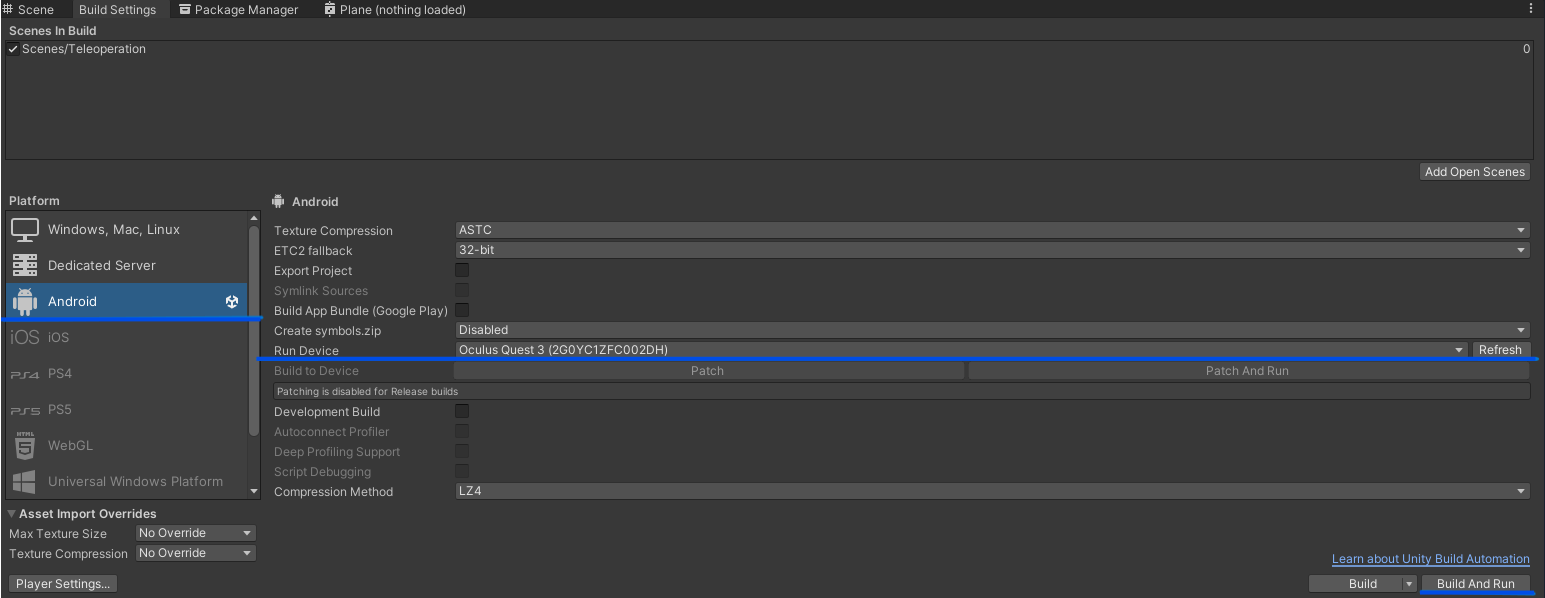 Scene Build Settings Package Manager Plane (nothing loaded)
Scenes In Build
Scenes/Teleoperation 0
Add Open Scenes
Platform
Windows, Mac, Linux
Dedicated Server
Android
iOS iOS
PS4 PS4
PS5 PS5
HTML 5 WebGL
Universal Windows Platform
Android
Texture Compression ASTC
ETC2 fallback 32-bit
Export Project
Symlink Sources
Build App Bundle (Google Play)
Create symbols.zip Disabled
Run Device Oculus Quest 3 (2G0YC1ZFC002DH) Refresh
Build to Device Patch Patch And Run
Patching is disabled for Release builds
Development Build
Autoconnect Profiler
Deep Profiling Support
Script Debugging
Compression Method LZ4
Asset Import Overrides
Max Texture Size No Override
Texture Compression No Override
Learn about Unity Build Automation
Player Settings... Build Build And Run